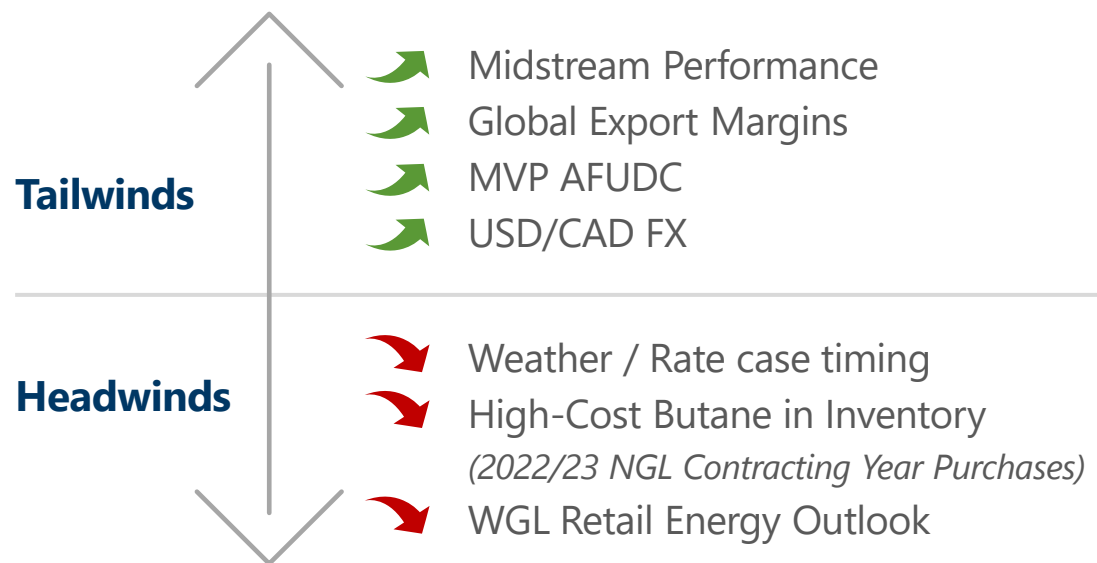 Tailwinds
Midstream Performance
Global Export Margins
MVP AFUDC
USD/CAD FX
Headwinds
Weather / Rate case timing
High-Cost Butane in Inventory
(2022/23 NGL Contracting Year Purchases)
WGL Retail Energy Outlook